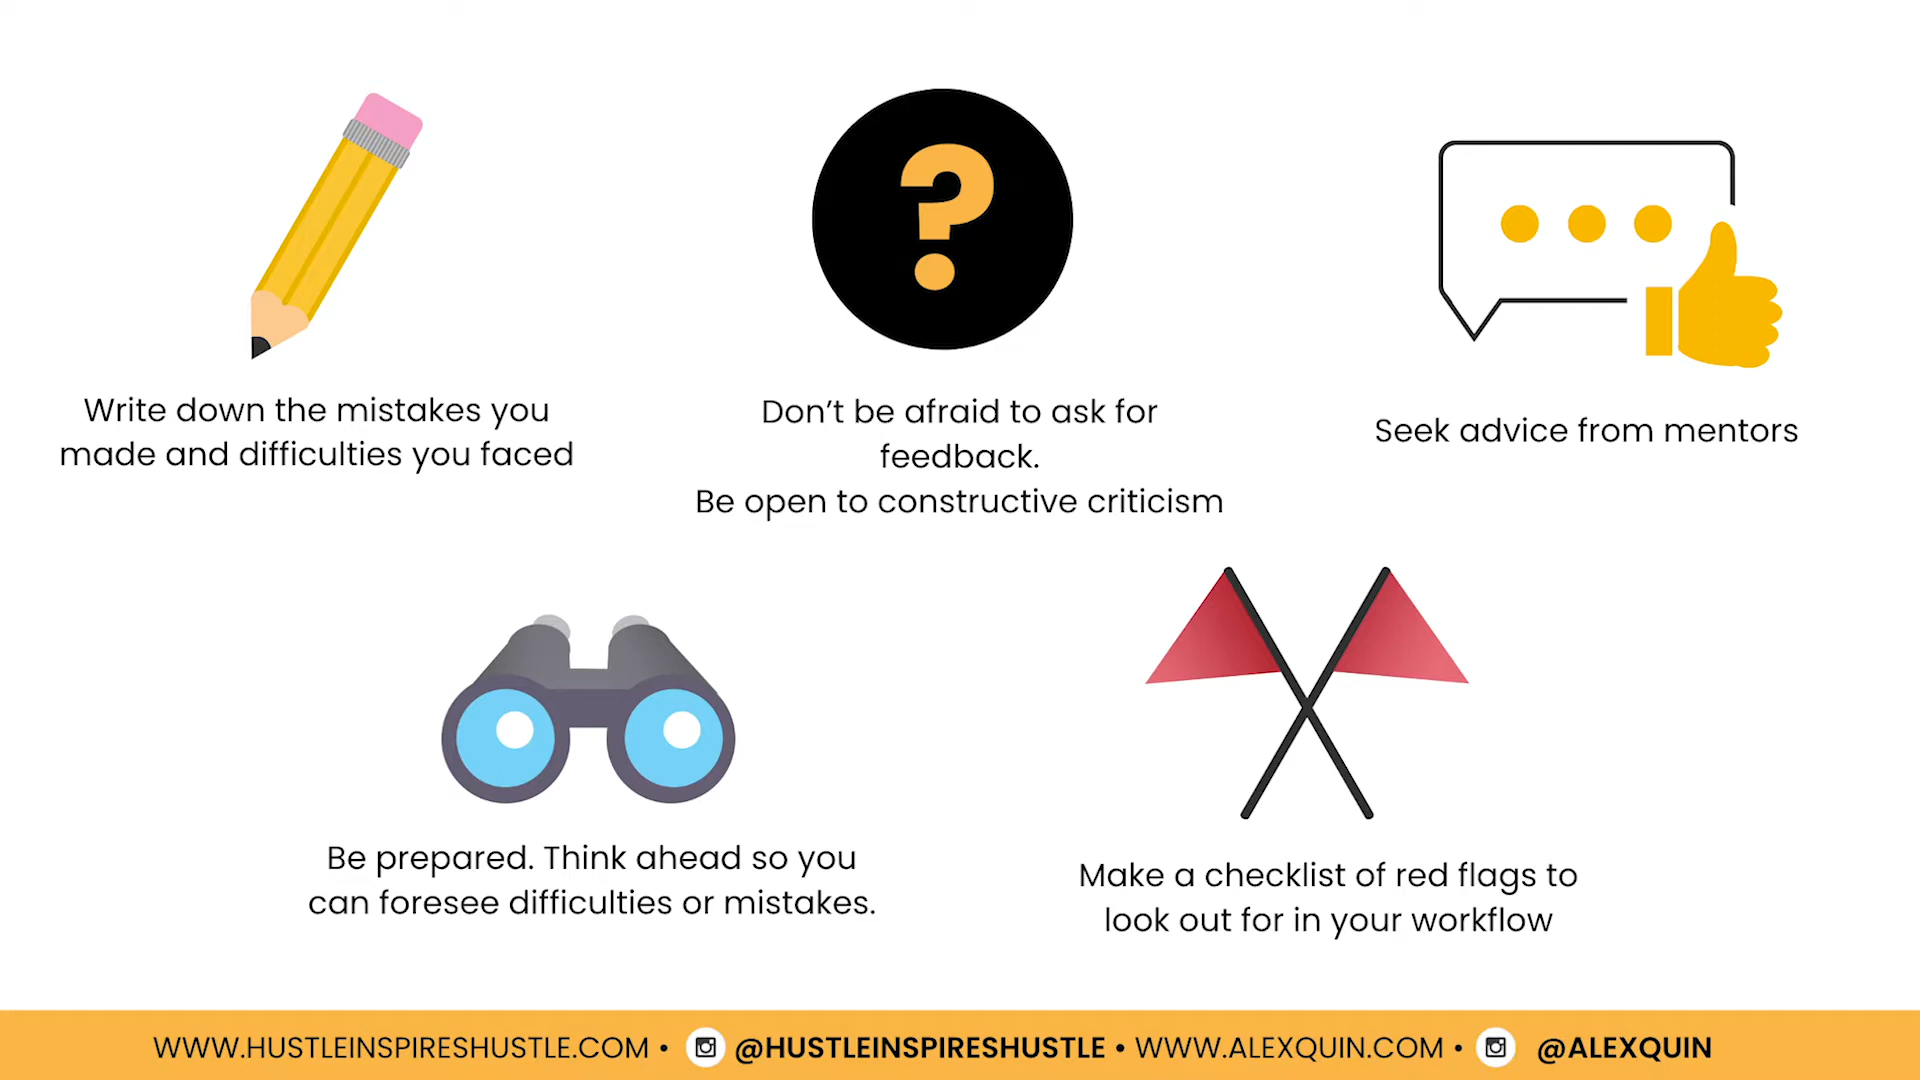 Write down the mistakes you
made and difficulties you faced
Don't be afraid to ask for
feedback.
Be open to constructive criticism
Seek advice from mentors
Be prepared. Think ahead so you
can foresee difficulties or mistakes.
Make a checklist of red flags to
look out for in your workflow
WWW.HUSTLEINSPIRESHUSTLE.COM • @HUSTLEINSPIRESHUSTLE • WWW.ALEXQUIN.COM • @ALEXQUIN